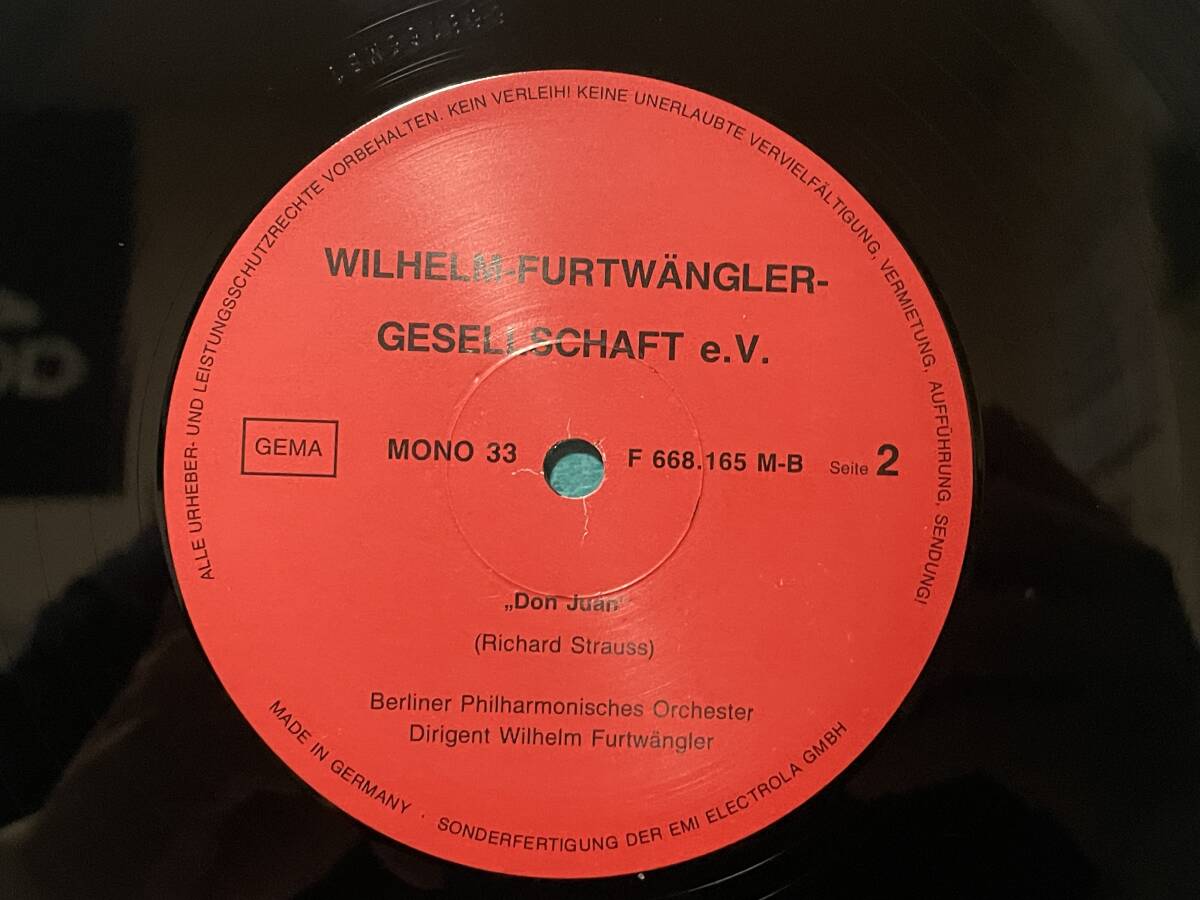 ALLE URHEBER- UND LEISTUNGSSCHUTZRECHTE VORBEHALTEN. KEIN VERLEIH! KEINE UNERLAUBTE VERVIELFÄLTIGUNG, VERMIETUNG, AUFFÜHRUNG, SENDUNG!
WILHELM-FURTWÄNGLER-
GESELLSCHAFT e.V.
GEMA
MONO 33
F 668.165 M-B
Seite 2
„Don Juan"
(Richard Strauss)
Berliner Philharmonisches Orchester
Dirigent Wilhelm Furtwängler
MADE IN GERMANY · SONDERFERTIGUNG DER EMI ELECTROLA GMBH